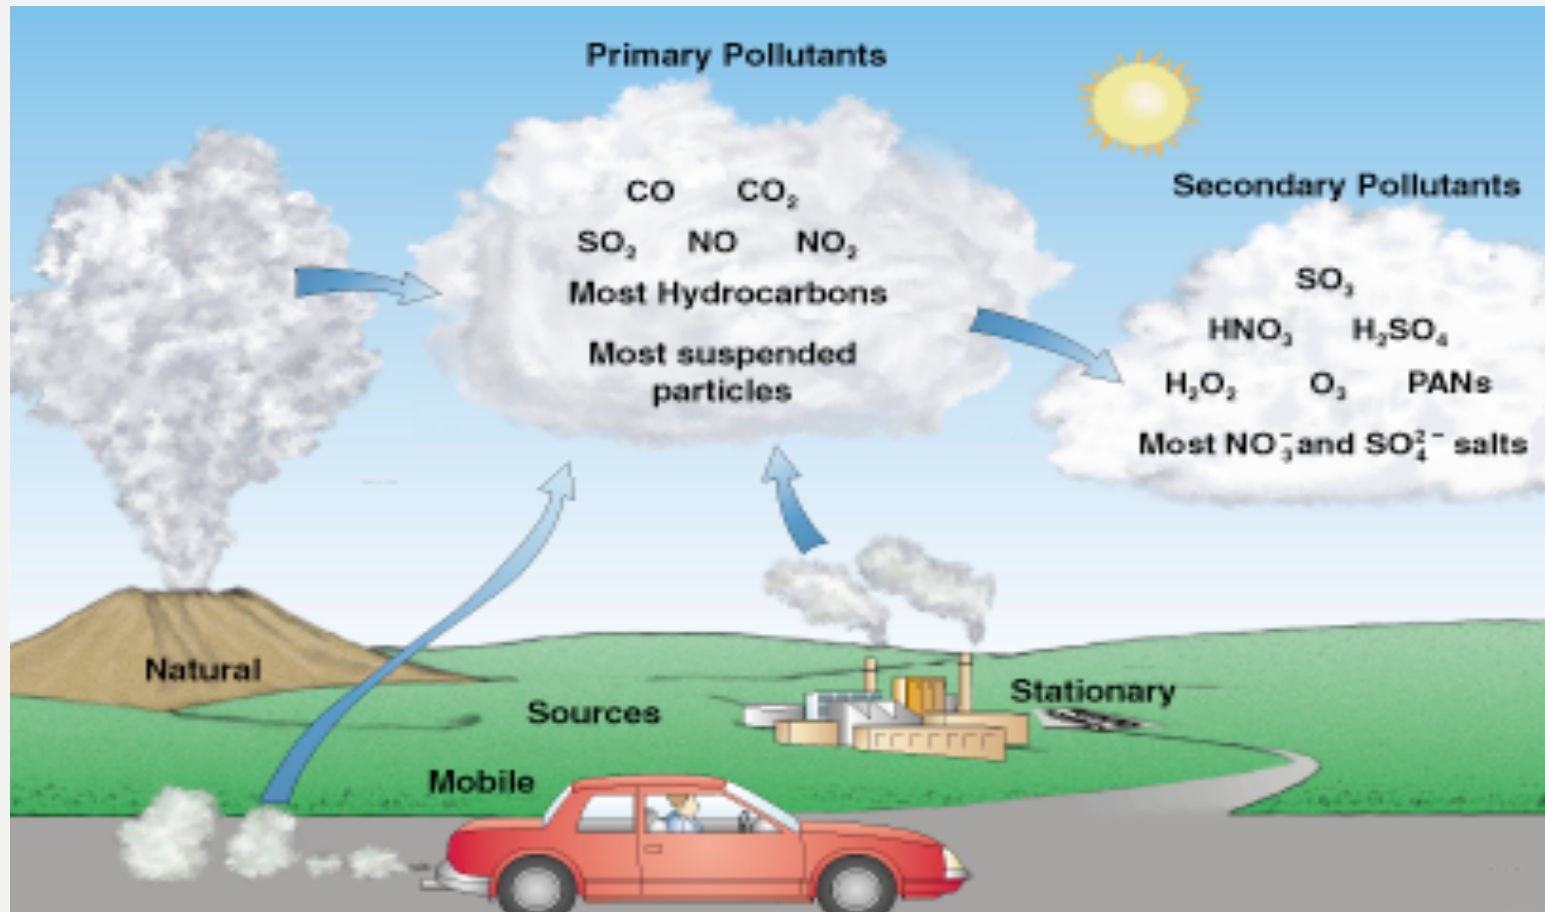 Primary Pollutants
CO CO₂
SO₂ NO NO₂
Most Hydrocarbons
Most suspended
particles
Secondary Pollutants
SO₃
HNO₃ H₂SO₄
H₂O₂ O₃ PANs
Most NO₃⁻ and SO₄²⁻ salts
Natural
Sources
Stationary
Mobile